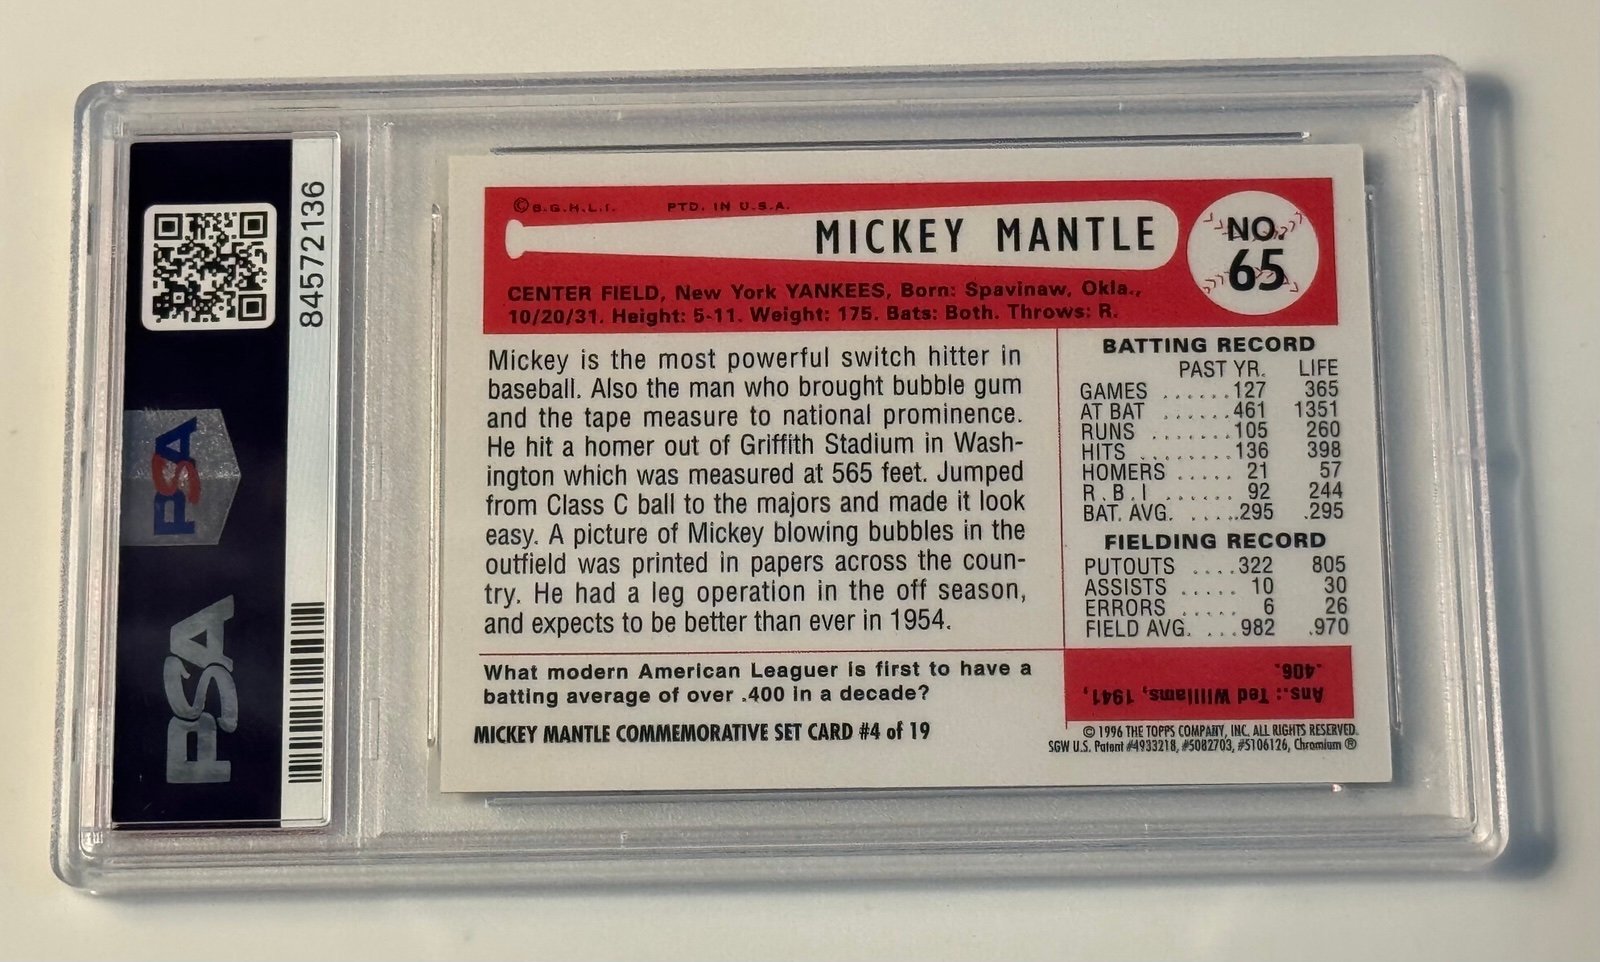 84572136
PSA
PSA
©B.G.H.L.I. PTD. IN U.S.A.
MICKEY MANTLE
NO.
65
CENTER FIELD, New York YANKEES, Born: Spavinaw, Okla.,
10/20/31. Height: 5-11. Weight: 175. Bats: Both. Throws: R.
Mickey is the most powerful switch hitter in
baseball. Also the man who brought bubble gum
and the tape measure to national prominence.
He hit a homer out of Griffith Stadium in Wash-
ington which was measured at 565 feet. Jumped
from Class C ball to the majors and made it look
easy. A picture of Mickey blowing bubbles in the
outfield was printed in papers across the coun-
try. He had a leg operation in the off season,
and expects to be better than ever in 1954.
BATTING RECORD
PAST YR. LIFE
GAMES ......127 365
AT BAT ......461 1351
RUNS .......105 260
HITS ........136 398
HOMERS ..... 21 57
R.B.I ...... 92 244
BAT. AVG. .....295 .295
FIELDING RECORD
PUTOUTS ....322 805
ASSISTS ..... 10 30
ERRORS ..... 6 26
FIELD AVG. ...982 .970
What modern American Leaguer is first to have a
batting average of over .400 in a decade?
Ans.: Ted Williams, 1941,
.406.
MICKEY MANTLE COMMEMORATIVE SET CARD #4 of 19
© 1996 THE TOPPS COMPANY, INC. ALL RIGHTS RESERVED.
SGW U.S. Patent #4933218, #5082703, #5106126, Chromium ®